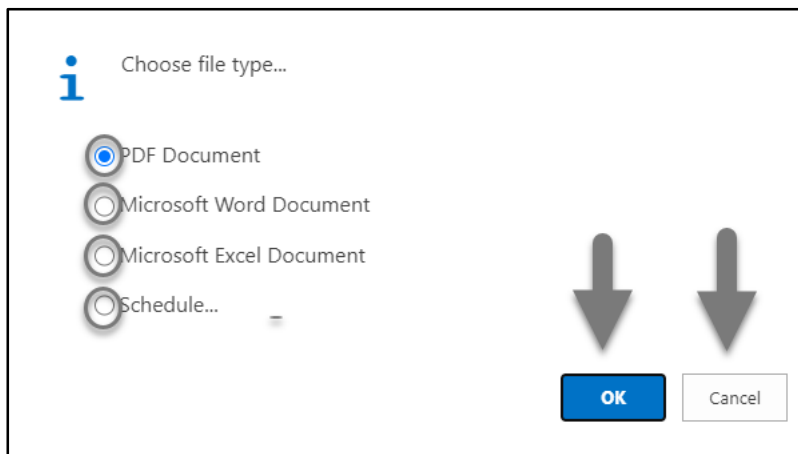 Choose file type...
PDF Document
Microsoft Word Document
Microsoft Excel Document
Schedule...
OK
Cancel